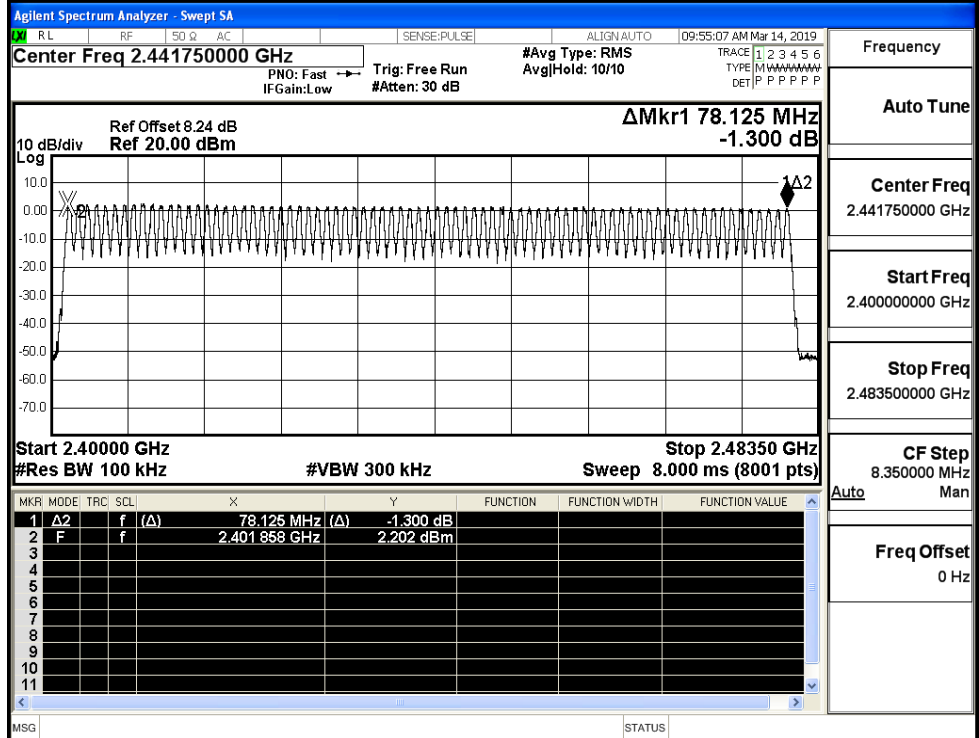 Agilent Spectrum Analyzer - Swept SA
LXI RL RF 50 Ω AC SENSE:PULSE ALIGN AUTO 09:55:07 AM Mar 14, 2019
Center Freq 2.441750000 GHz
PNO: Fast
IFGain:Low
Trig: Free Run
#Atten: 30 dB
#Avg Type: RMS
Avg|Hold: 10/10
TRACE 1 2 3 4 5 6
TYPE M
DET P P P P P P
Ref Offset 8.24 dB
10 dB/div Ref 20.00 dBm
Log
ΔMkr1 78.125 MHz
-1.300 dB
1Δ2
2
10.0
0.00
-10.0
-20.0
-30.0
-40.0
-50.0
-60.0
-70.0
Start 2.40000 GHz Stop 2.48350 GHz
#Res BW 100 kHz #VBW 300 kHz Sweep 8.000 ms (8001 pts)
MKR MODE TRC SCL X Y FUNCTION FUNCTION WIDTH FUNCTION VALUE
1 Δ2 f (Δ) 78.125 MHz (Δ) -1.300 dB
2 F f 2.401 858 GHz 2.202 dBm
3
4
5
6
7
8
9
10
11
MSG STATUS
Frequency
Auto Tune
Center Freq
2.441750000 GHz
Start Freq
2.400000000 GHz
Stop Freq
2.483500000 GHz
CF Step
8.350000 MHz
Auto Man
Freq Offset
0 Hz